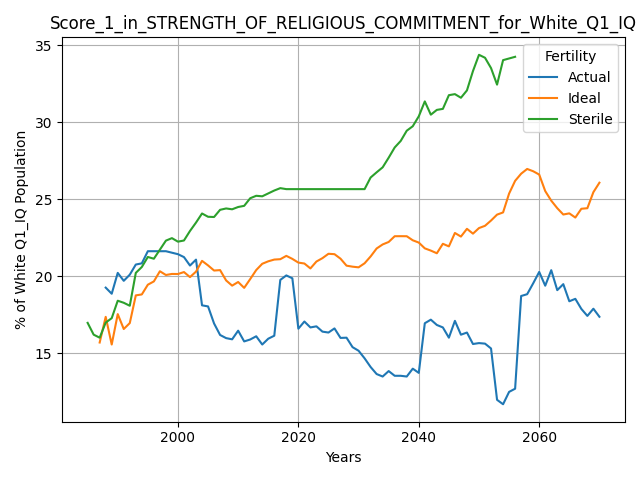 Score_1_in_STRENGTH_OF_RELIGIOUS_COMMITMENT_for_White_Q1_IQ
35
30
25
20
15
% of White Q1_IQ Population
Fertility
Actual
Ideal
Sterile
2000
2020
2040
2060
Years